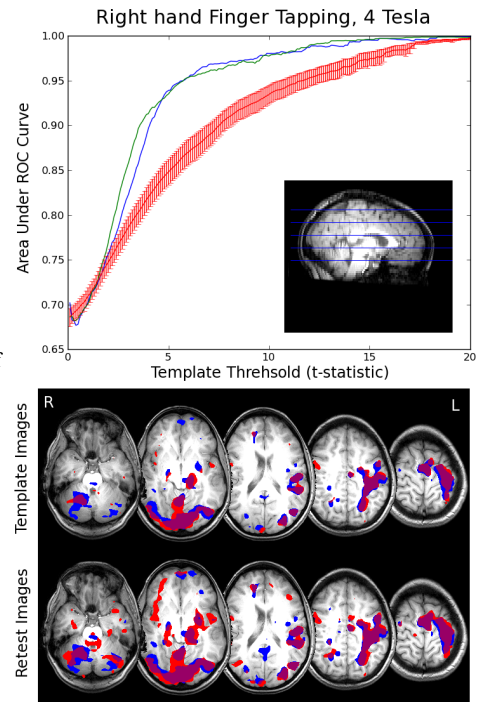 Right hand Finger Tapping, 4 Tesla
1.00
0.95
0.90
0.85
0.80
0.75
0.70
0.65
Area Under ROC Curve
0
5
10
15
20
Template Threhsold (t-statistic)
R
L
Template Images
Retest Images